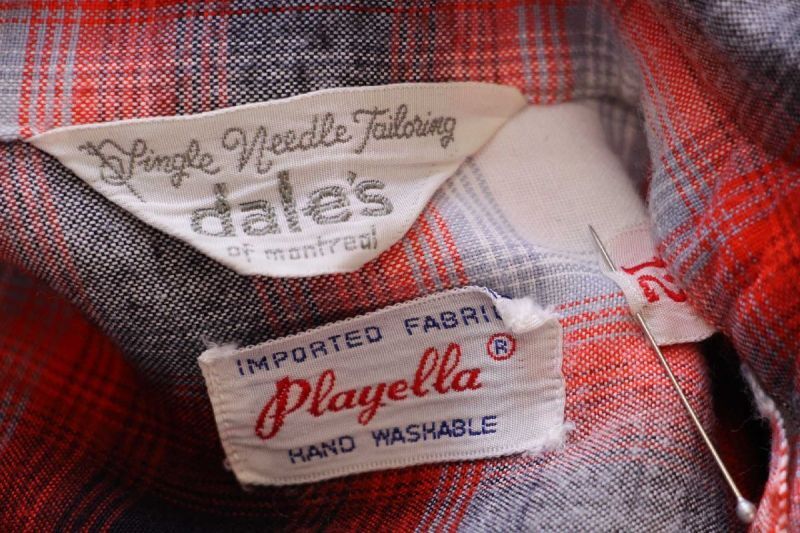 Single Needle Tailoring
dale's
of montreal
IMPORTED FABRIC
Playella ®
HAND WASHABLE
12